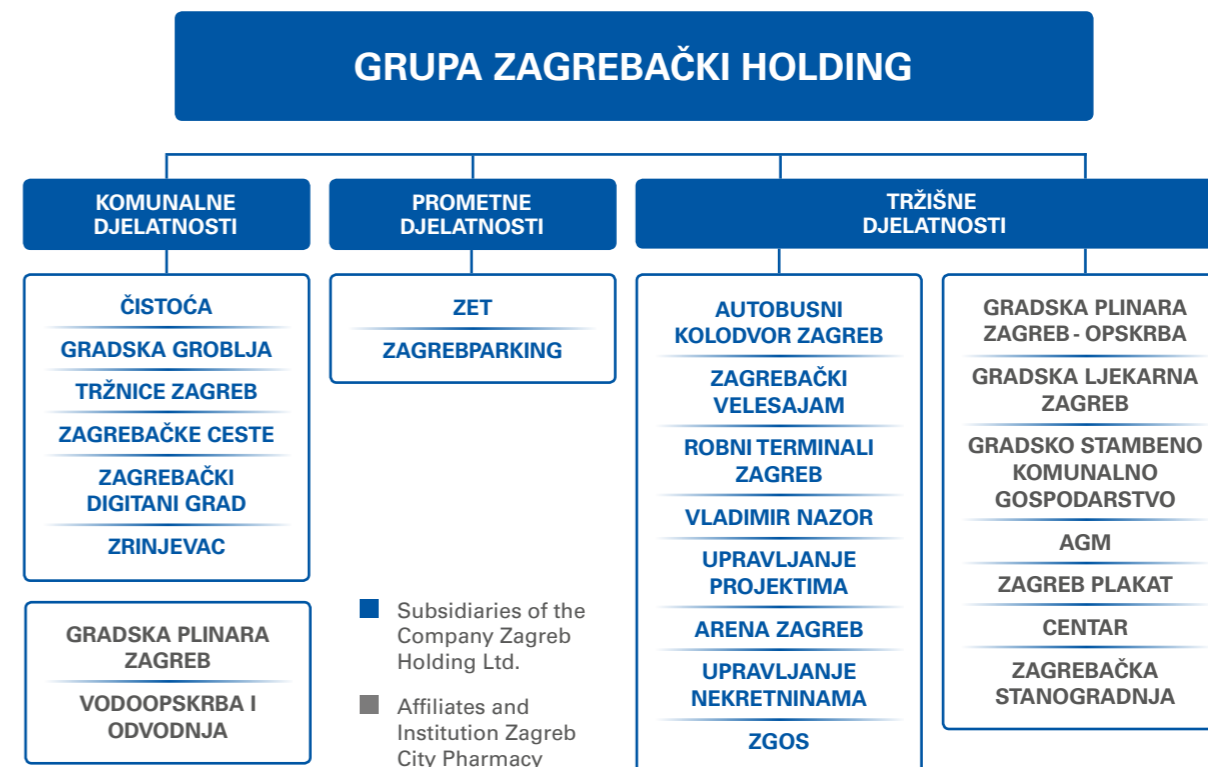 GRUPA ZAGREBAČKI HOLDING
KOMUNALNE
DJELATNOSTI
ČISTOĆA
GRADSKA GROBLJA
TRŽNICE ZAGREB
ZAGREBAČKE CESTE
ZAGREBAČKI
DIGITANI GRAD
ZRINJEVAC
GRADSKA PLINARA
ZAGREB
VODOOPSKRBA I
ODVODNJA
PROMETNE
DJELATNOSTI
ZET
ZAGREBPARKING
Subsidiaries of the
Company Zagreb
Holding Ltd.
Affiliates and
Institution Zagreb
City Pharmacy
TRŽIŠNE
DJELATNOSTI
AUTOBUSNI
KOLODVOR ZAGREB
ZAGREBAČKI
VELESAJAM
ROBNI TERMINALI
ZAGREB
VLADIMIR NAZOR
UPRAVLJANJE
PROJEKTIMA
ARENA ZAGREB
UPRAVLJANJE
NEKRETNINAMA
ZGOS
GRADSKA PLINARA
ZAGREB - OPSKRBA
GRADSKA LJEKARNA
ZAGREB
GRADSKO STAMBENO
KOMUNALNO
GOSPODARSTVO
AGM
ZAGREB PLAKAT
CENTAR
ZAGREBAČKA
STANOGRADNJA